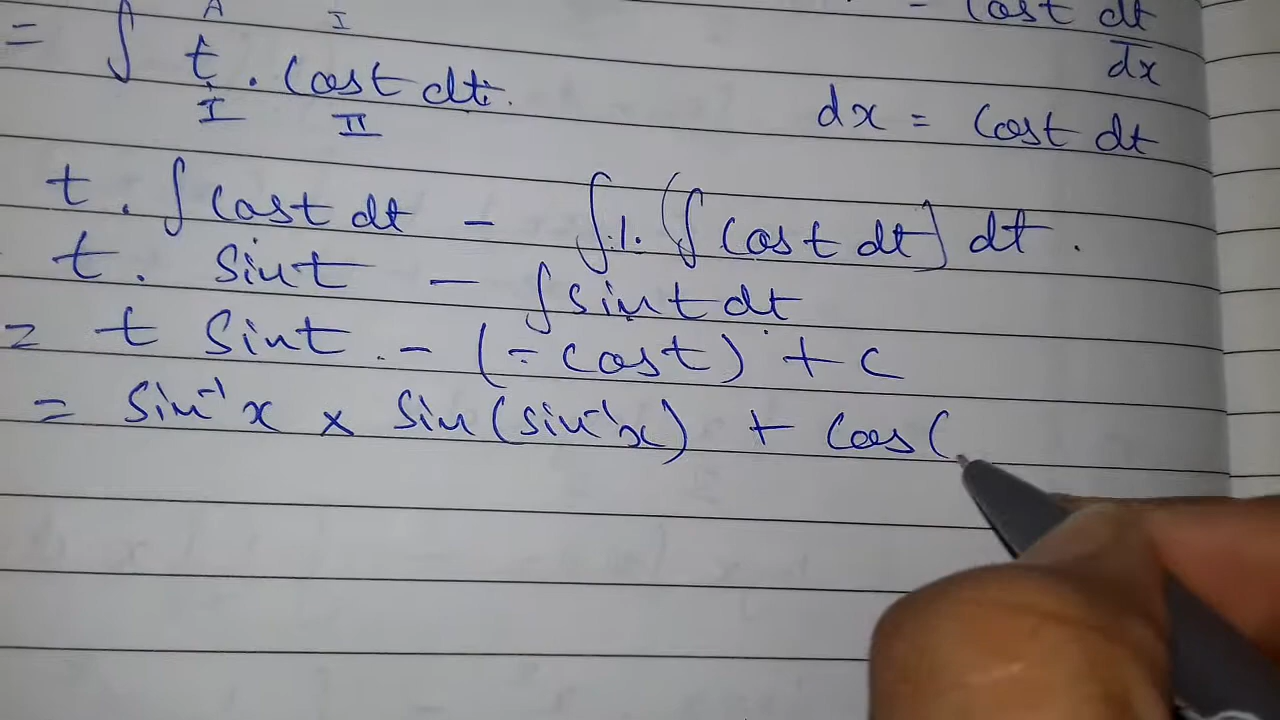 - Cost dt
A I
= ∫ t . Cost dt. dx
I II dx = Cost dt
t . ∫ Cost dt - ∫ 1. (∫ Cost dt] dt .
t . Sint - ∫ sint dt
= t Sint - (- cost) + c
= Sin⁻¹x × Sin (sin⁻¹x) + Cos (